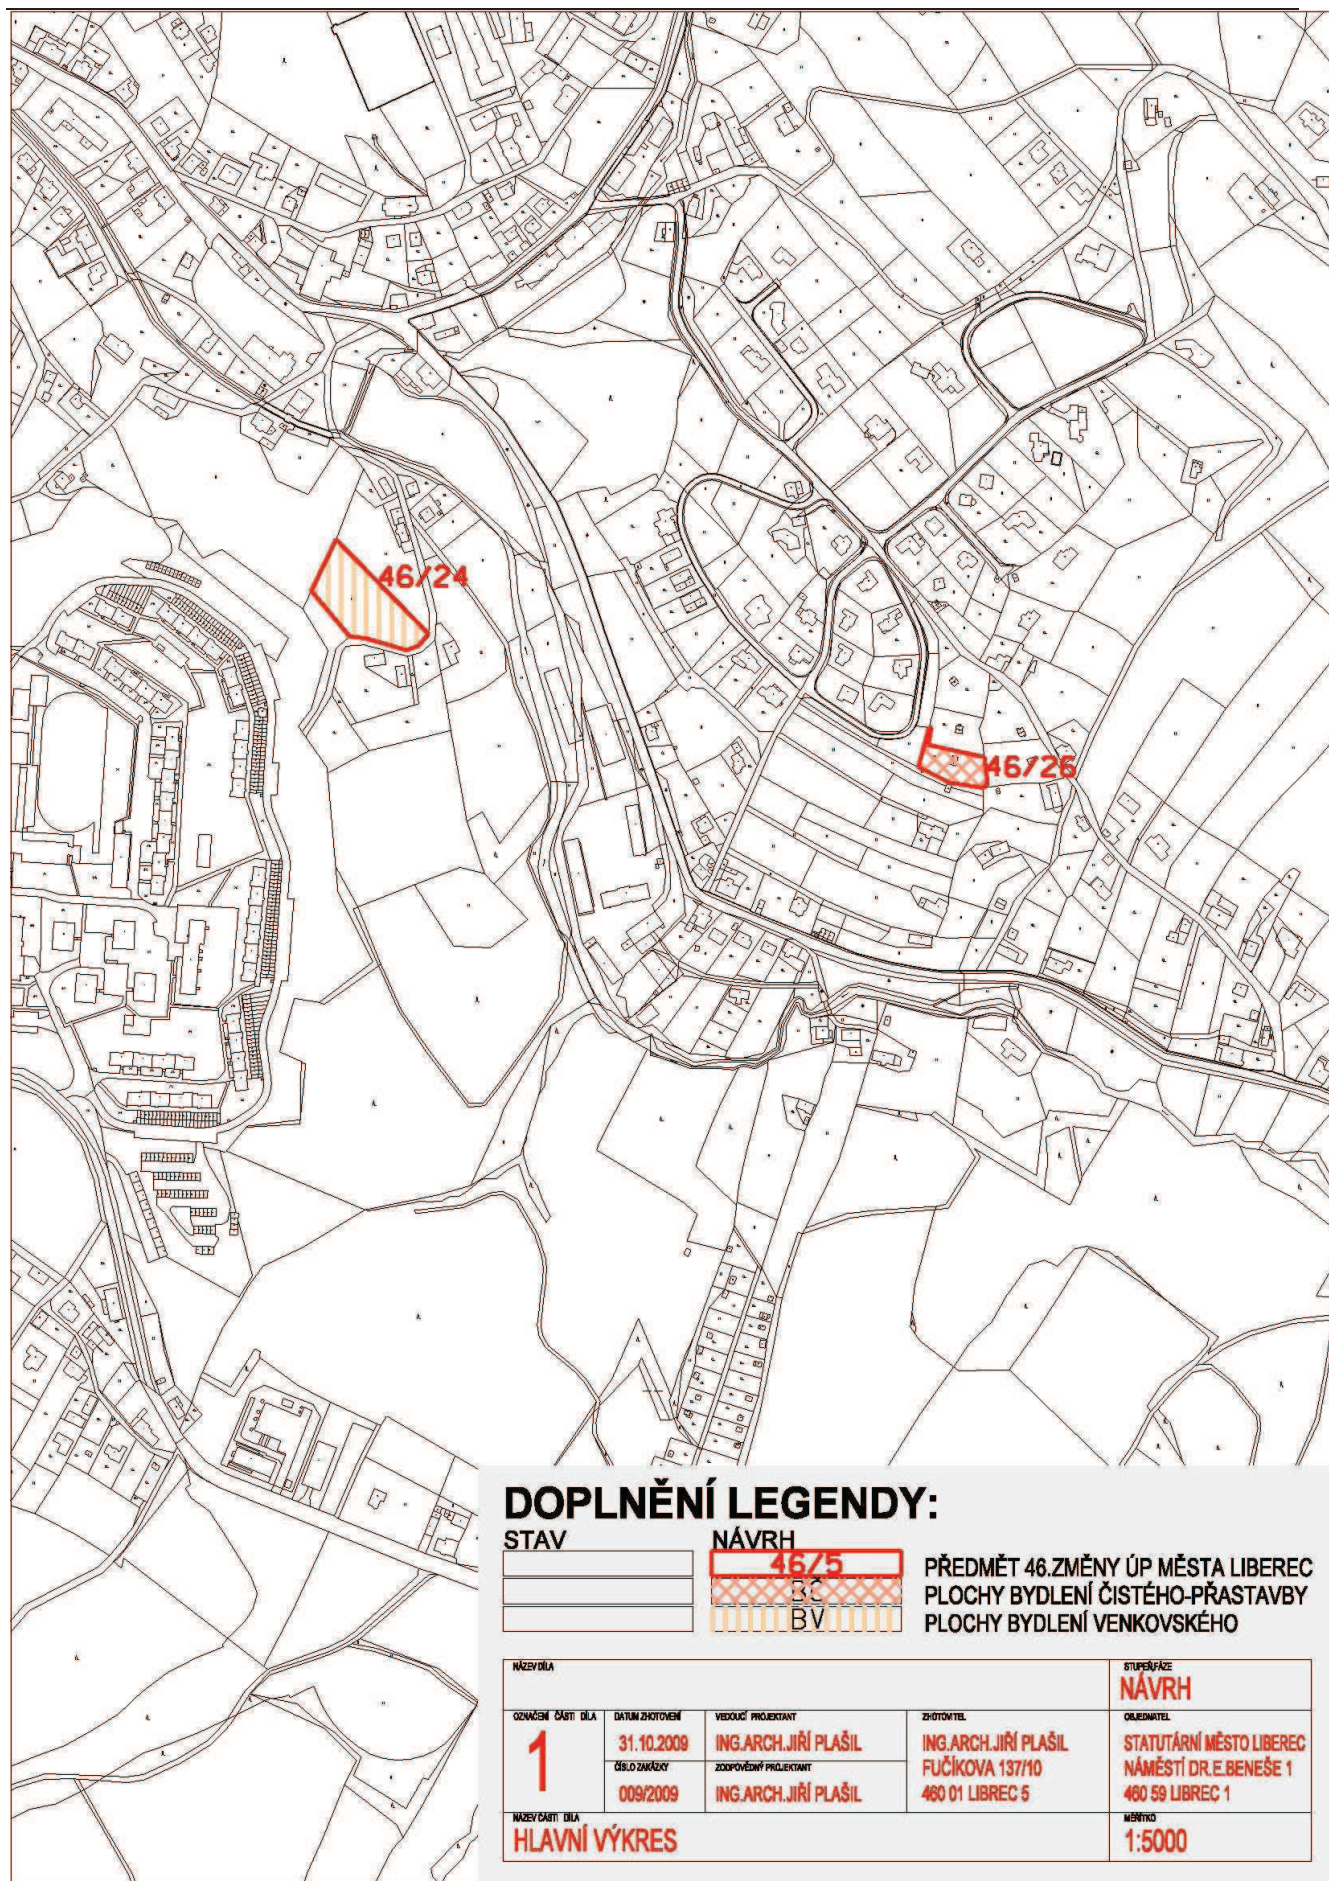 46/24
46/26
DOPLNĚNÍ LEGENDY:
STAV NÁVRH
46/5 PŘEDMĚT 46.ZMĚNY ÚP MĚSTA LIBEREC
BČ PLOCHY BYDLENÍ ČISTÉHO-PŘASTAVBY
BV PLOCHY BYDLENÍ VENKOVSKÉHO
NÁZEV DÍLA STUPEŇ/FÁZE
NÁVRH
OZNAČENÍ ČÁSTI DÍLA DATUM ZHOTOVENÍ VEDOUCÍ PROJEKTANT ZHOTOVITEL OBJEDNATEL
1 31.10.2009 ING.ARCH.JIŘÍ PLAŠIL ING.ARCH.JIŘÍ PLAŠIL STATUTÁRNÍ MĚSTO LIBEREC
ČÍSLO ZAKÁZKY ZODPOVĚDNÝ PROJEKTANT FUČÍKOVA 137/10 NÁMĚSTÍ DR.E.BENEŠE 1
009/2009 ING.ARCH.JIŘÍ PLAŠIL 460 01 LIBREC 5 460 59 LIBREC 1
NÁZEV ČÁSTI DÍLA MĚŘÍTKO
HLAVNÍ VÝKRES 1:5000